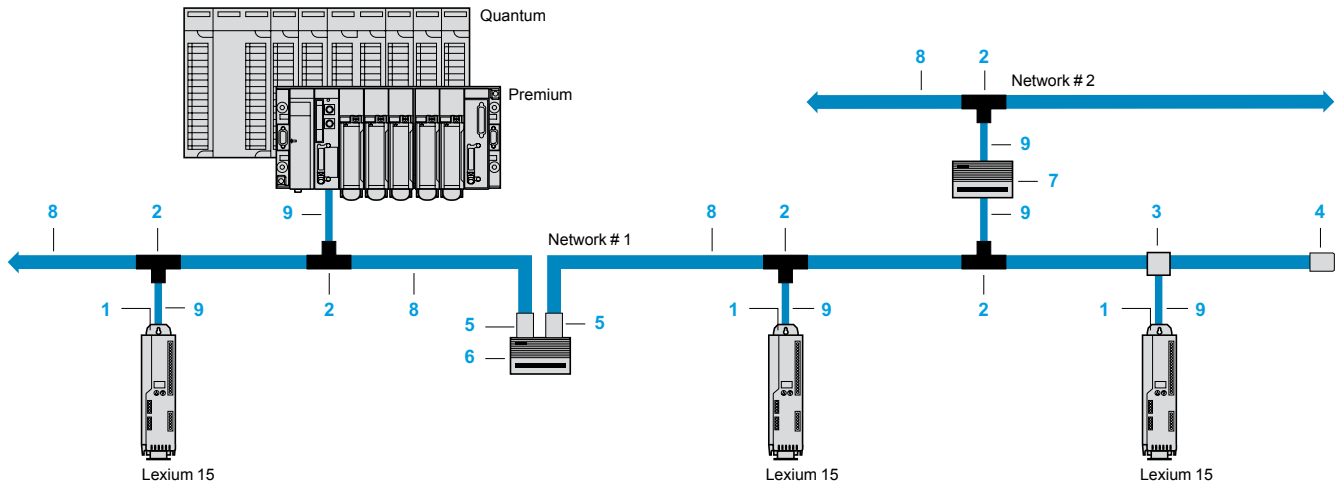 Quantum
Premium
8 2
Network # 2
9
7
9
8 2 9 8 2 3 4
Network # 1
1 9 2 8 5 5 1 9 2 1 9
6
Lexium 15 Lexium 15 Lexium 15